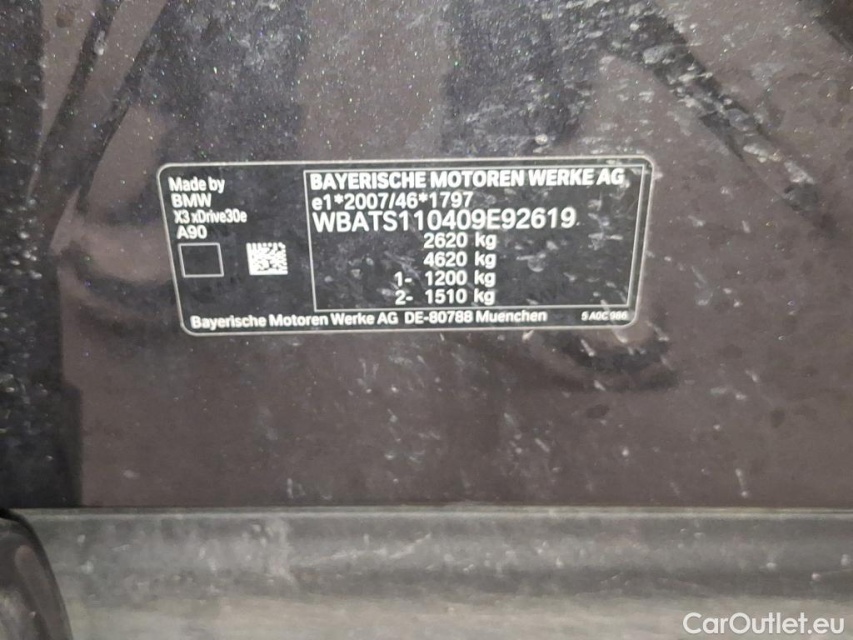 Made by
BMW
X3 xDrive30e
A90
BAYERISCHE MOTOREN WERKE AG
e1*2007/46*1797
WBATS110409E92619
2620 kg
4620 kg
1- 1200 kg
2- 1510 kg
Bayerische Motoren Werke AG DE-80788 Muenchen
5 A0C 986
CarOutlet.eu